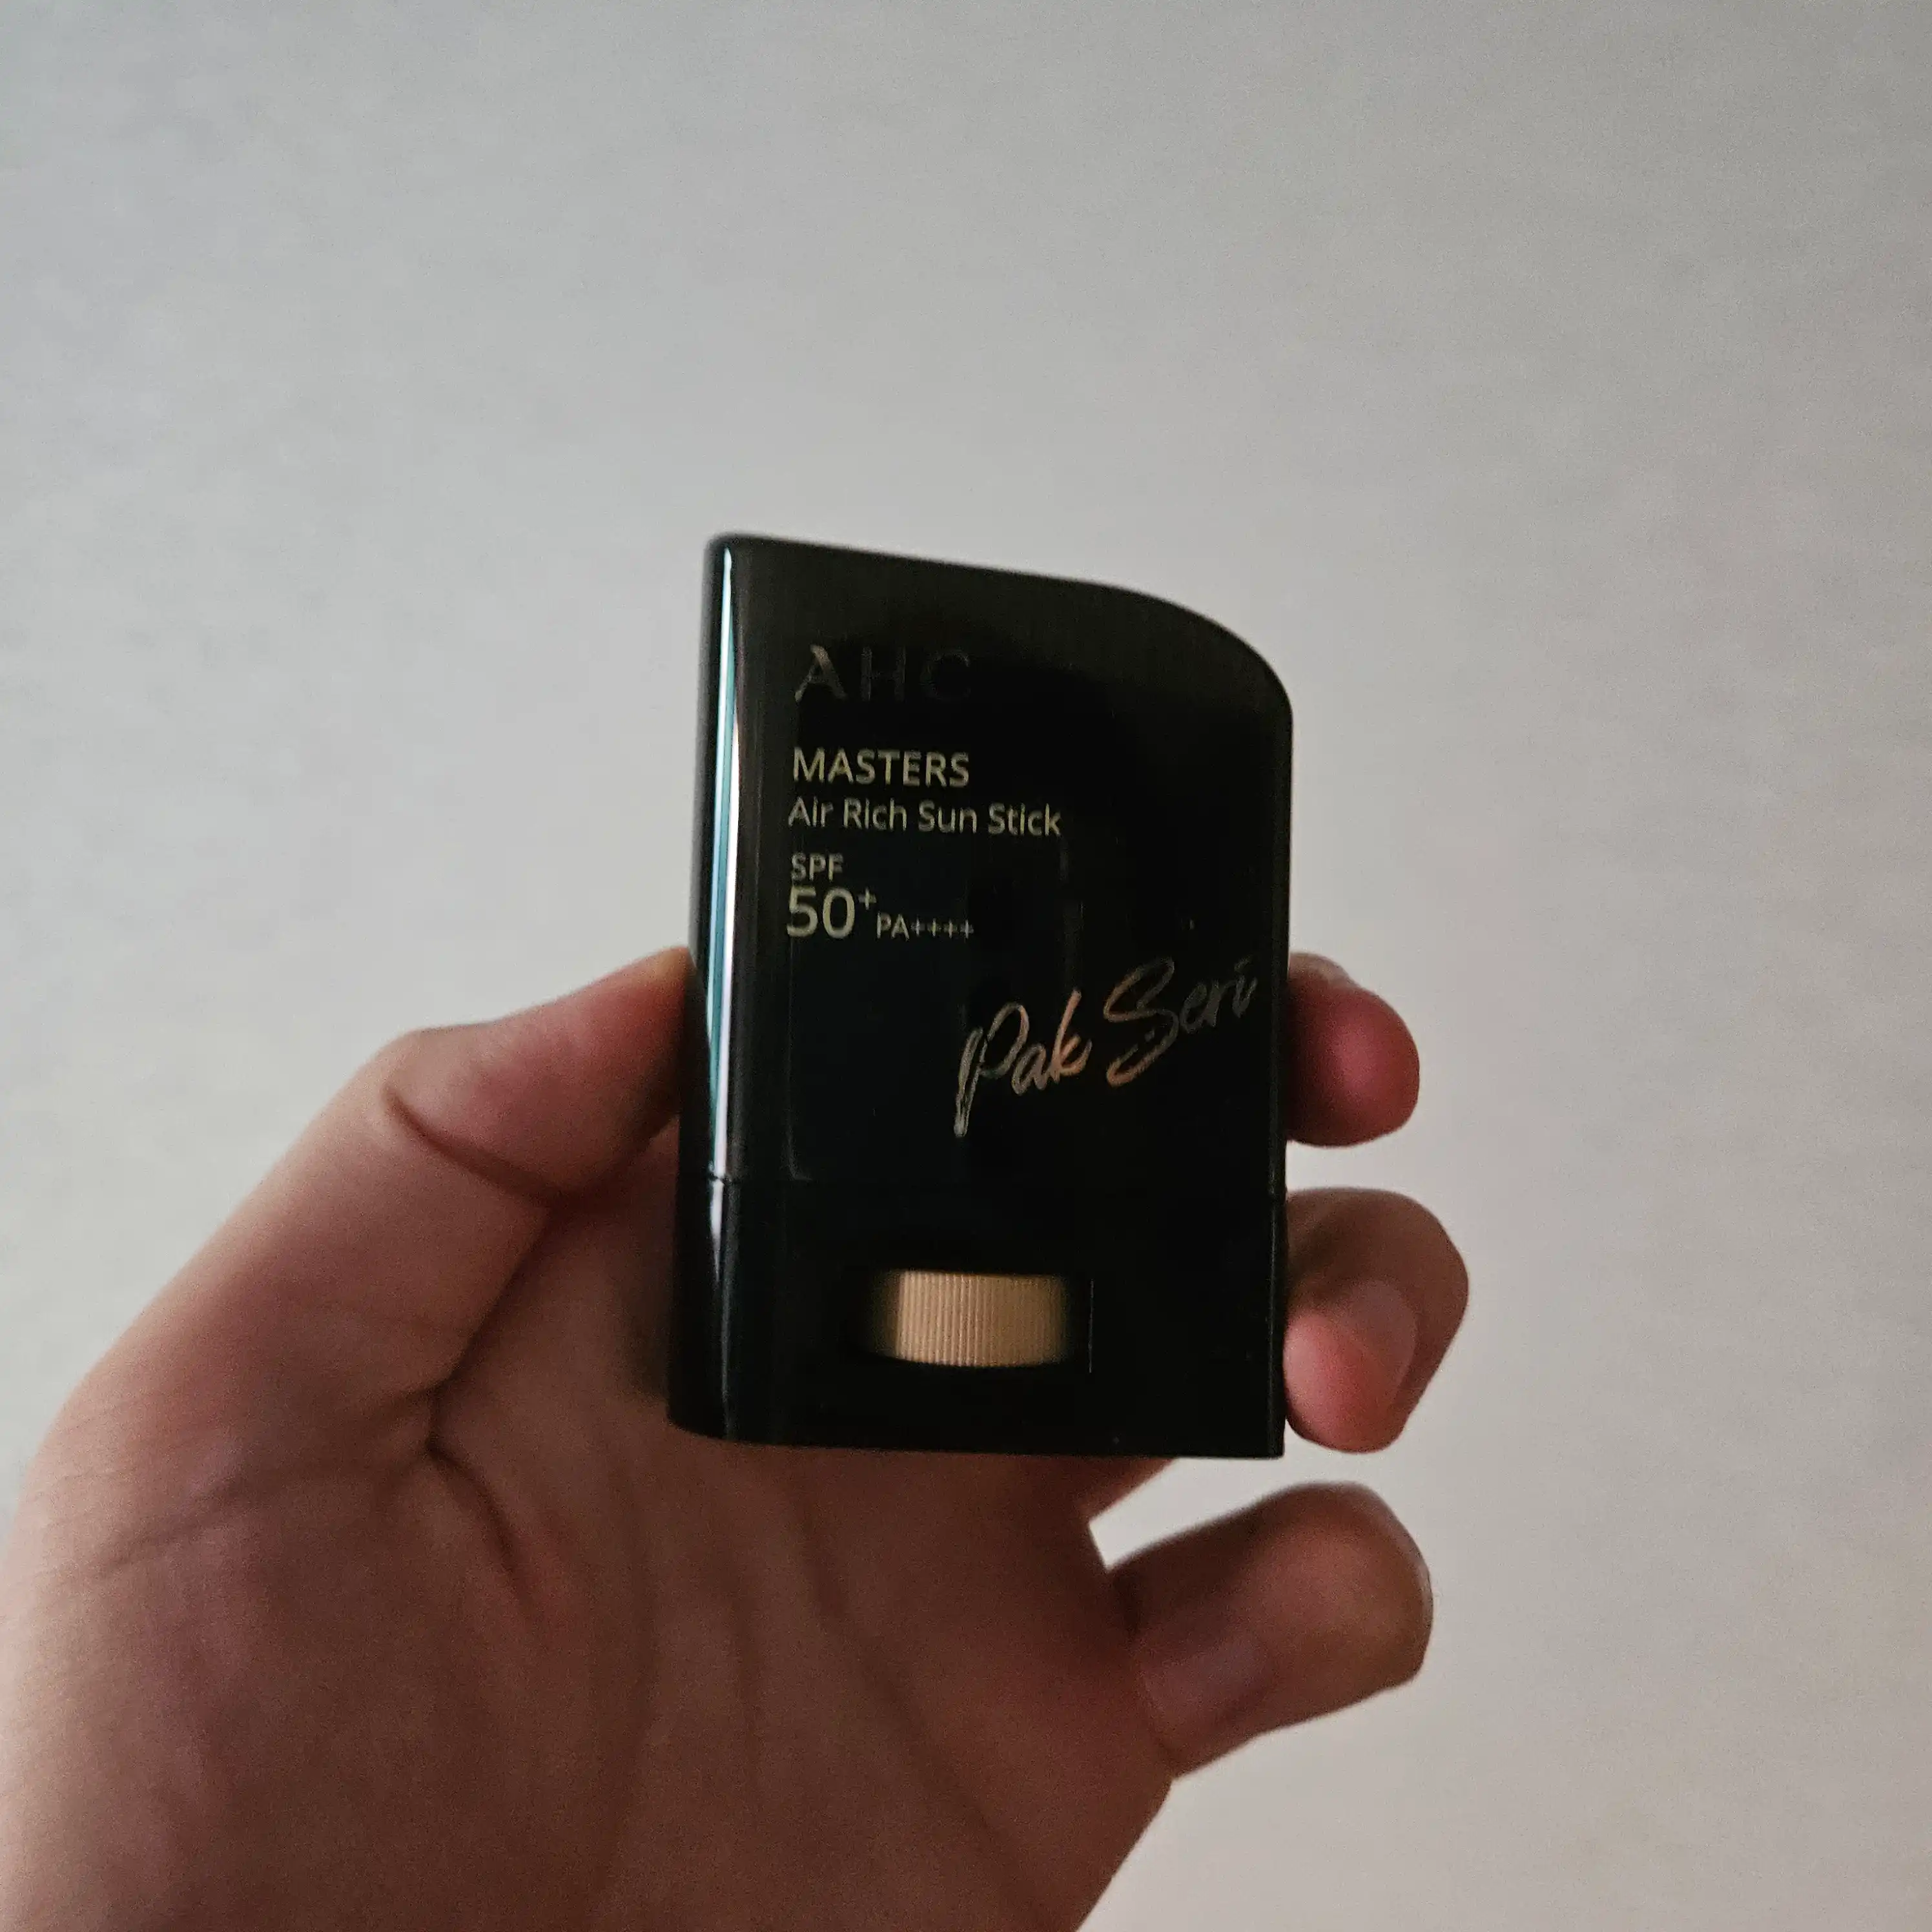 AHC
MASTERS
Air Rich Sun Stick
SPF
50+ PA++++
Pak Seri